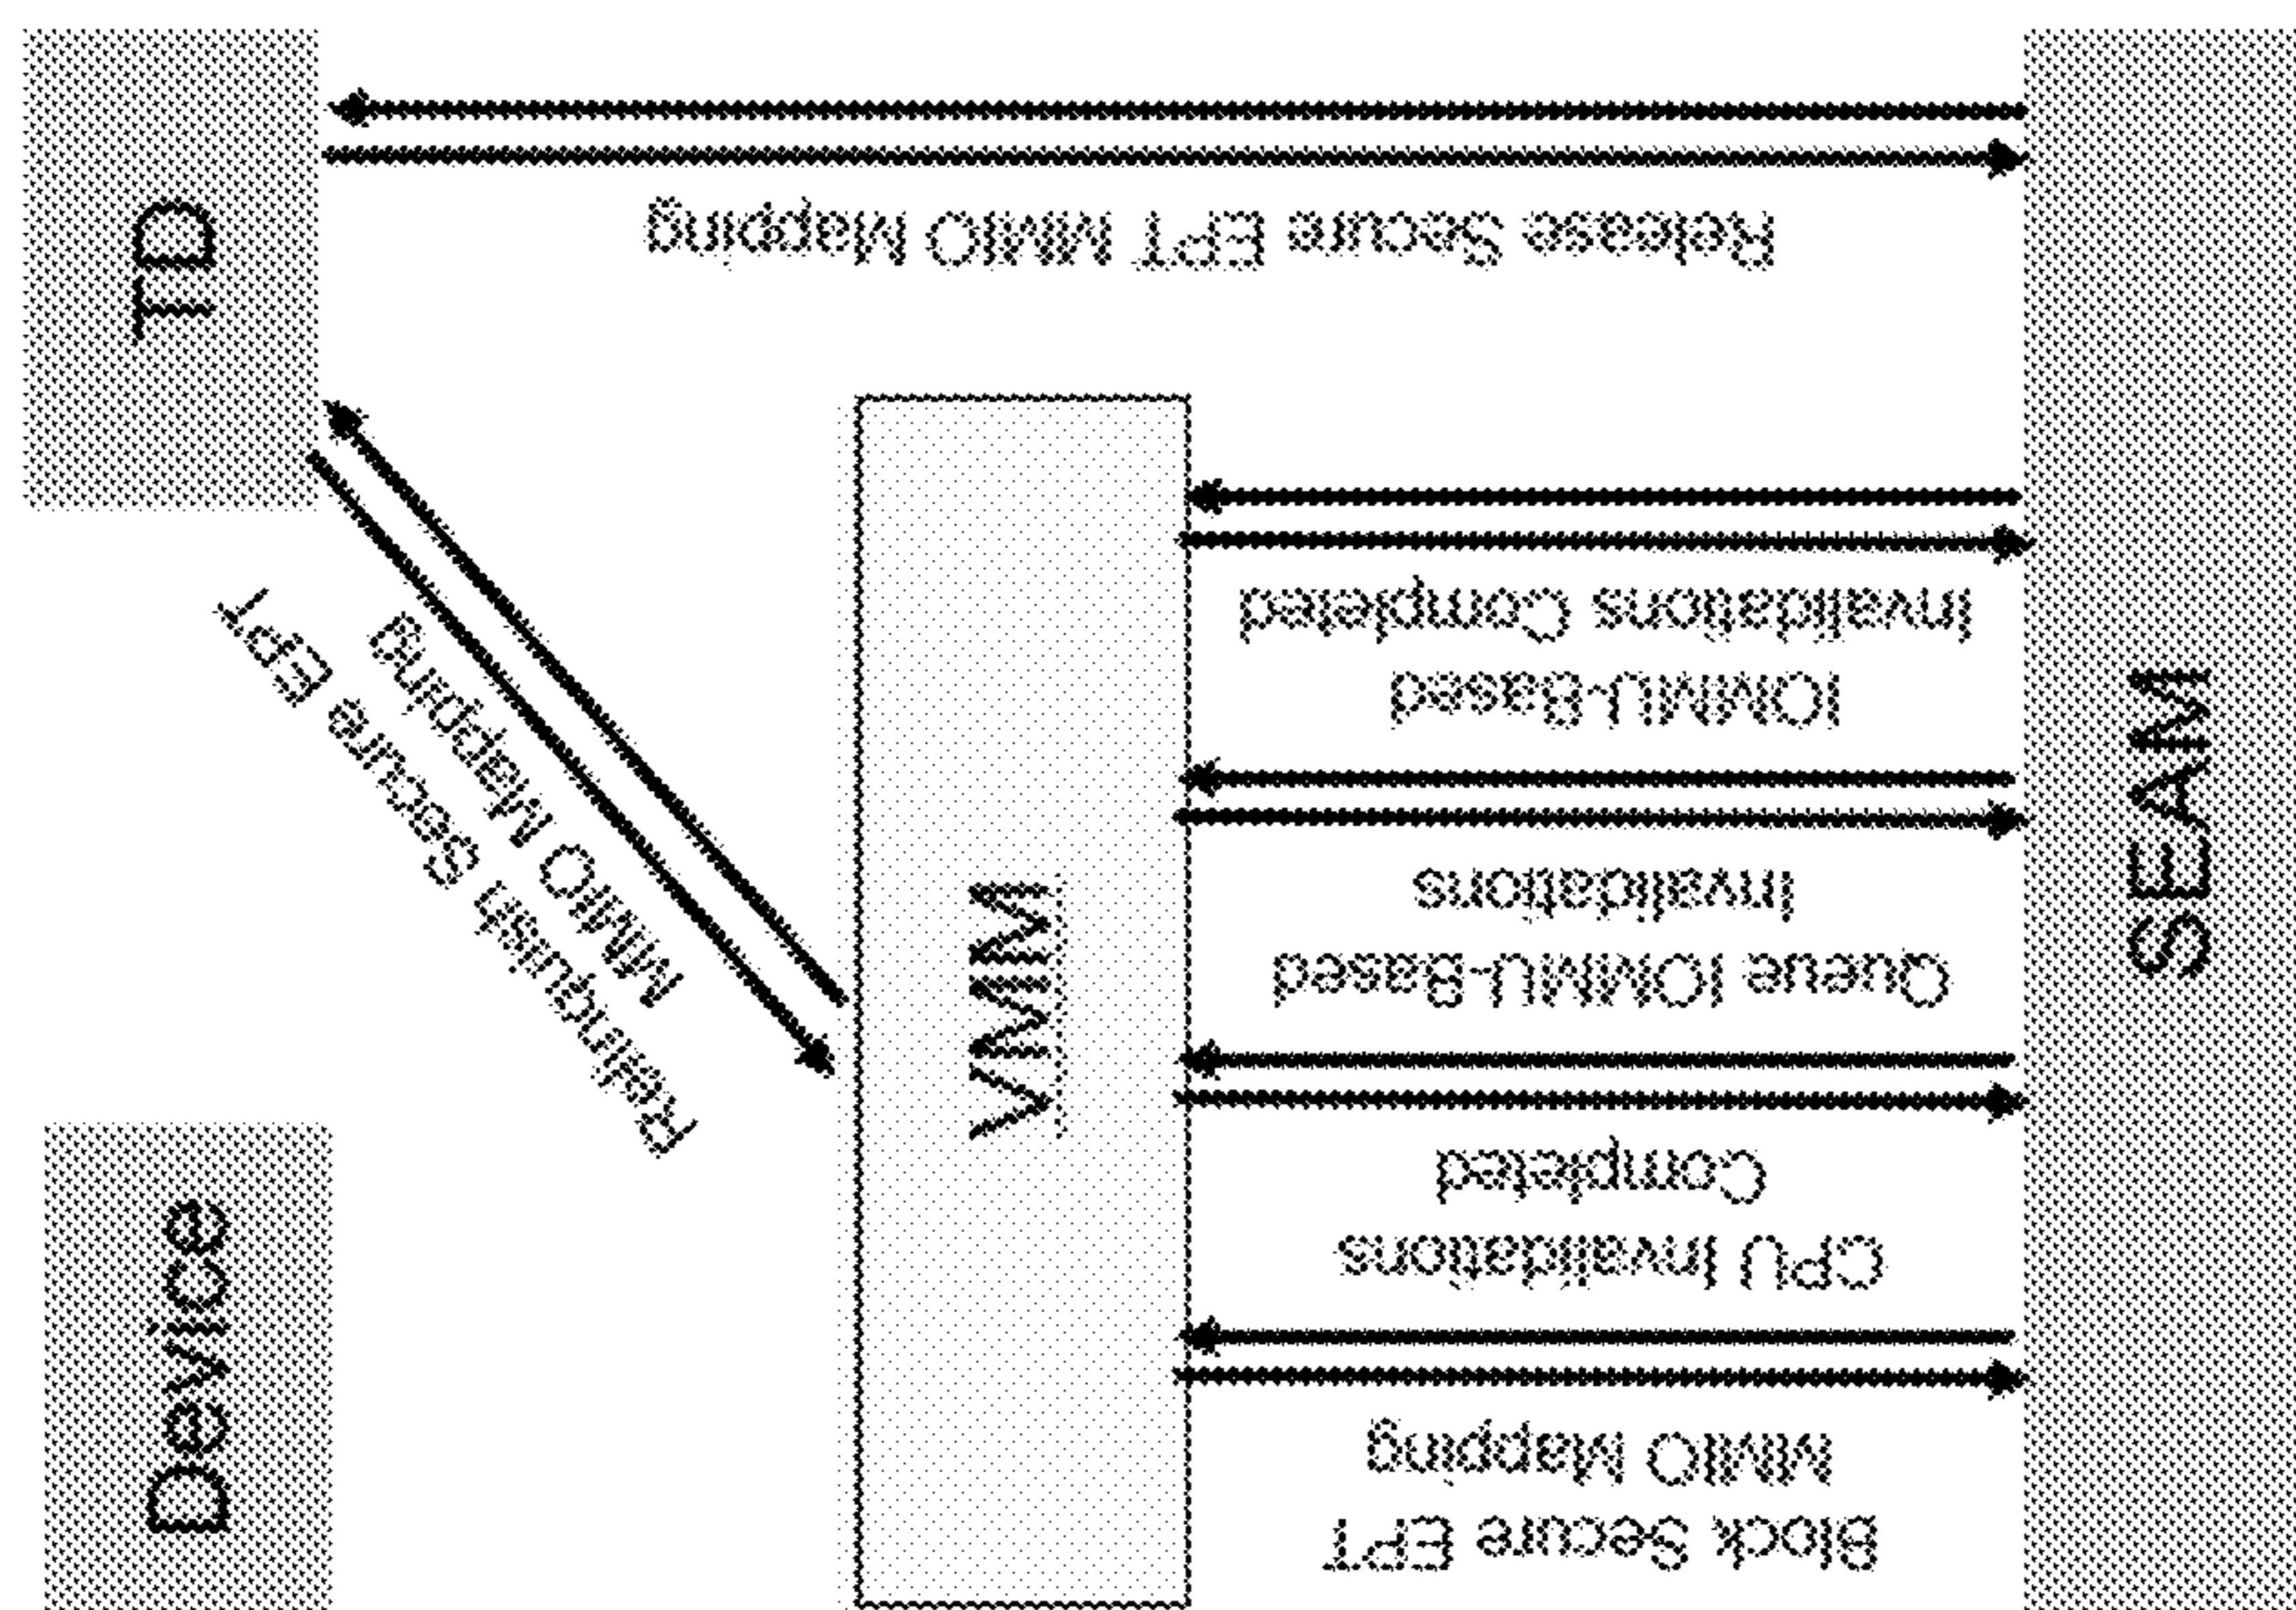 TD
Release Secure EPT MMIO Mapping
Relinquish Secure EPT
MMIO Mapping
Device
VMM
SEAM
Block Secure EPT
MMIO Mapping
CPU Invalidations
Completed
Queue IOMMU-Based
Invalidations
IOMMU-Based
Invalidations Completed